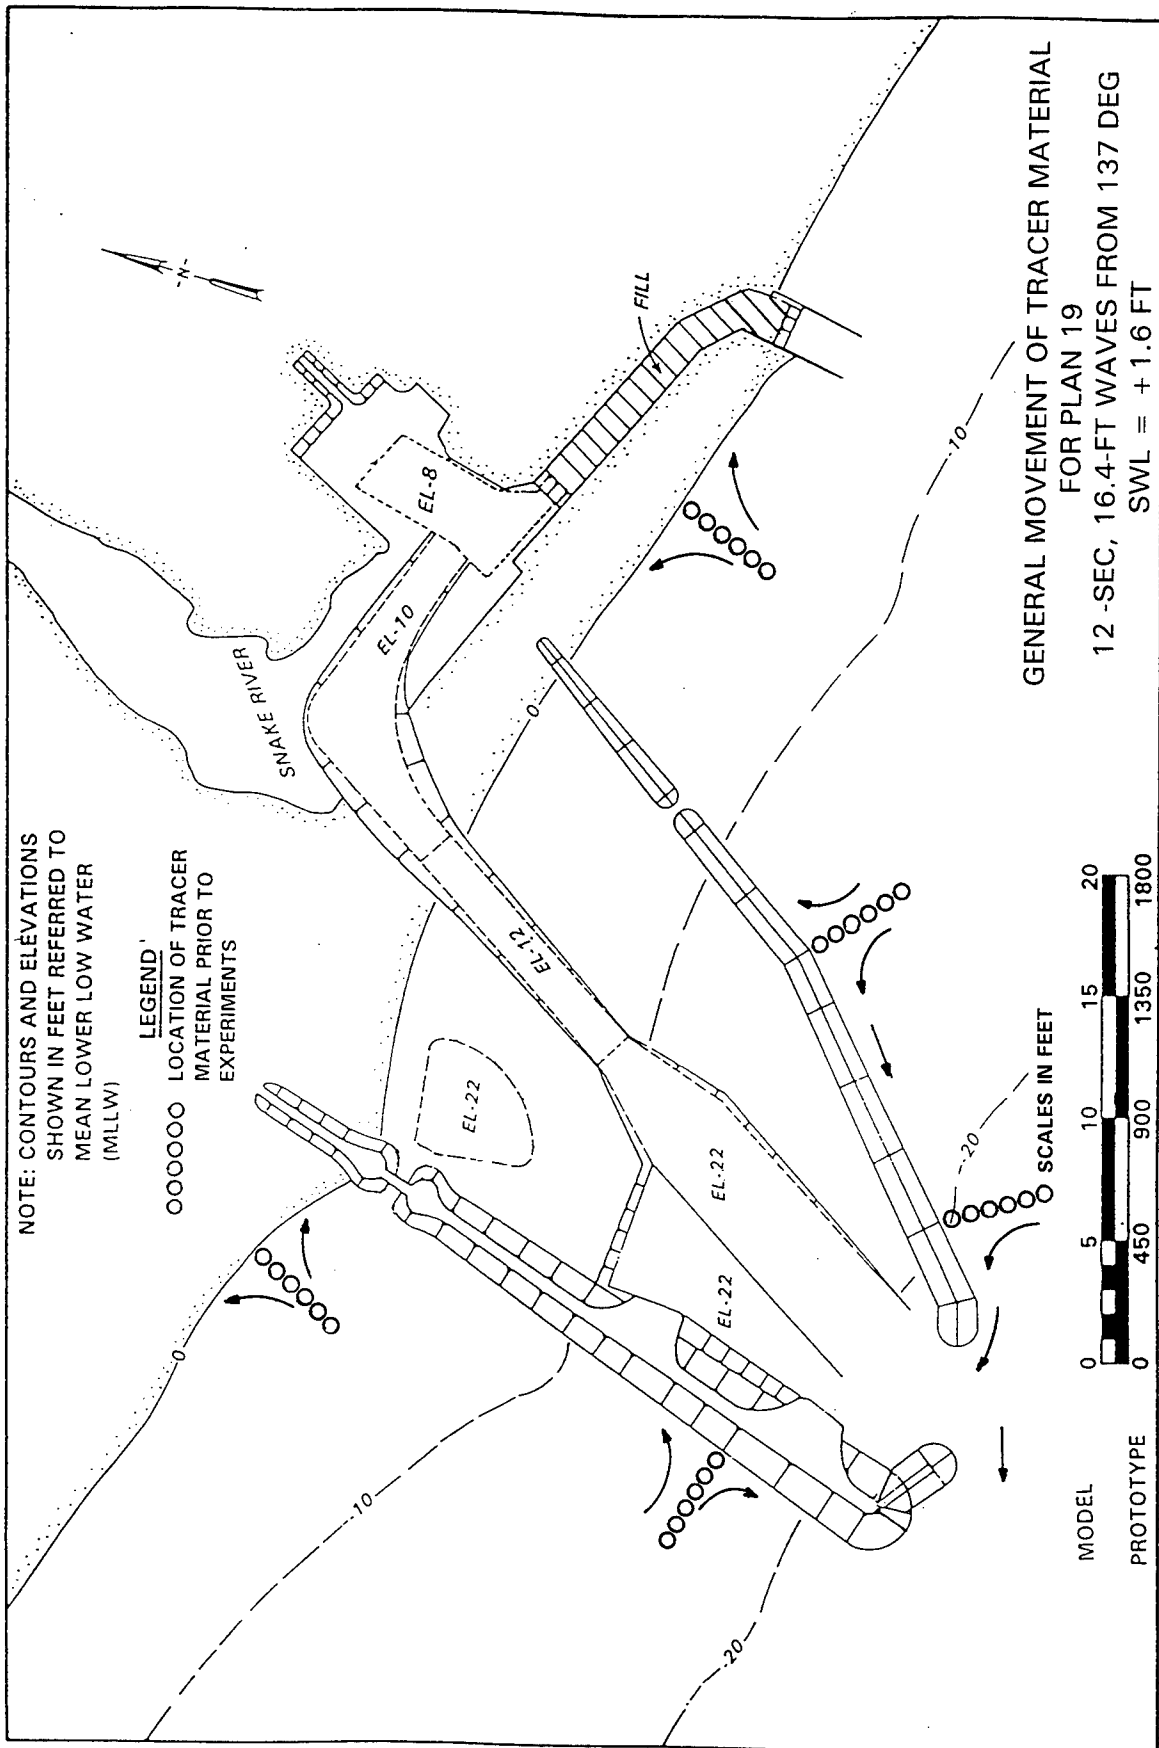 NOTE: CONTOURS AND ELEVATIONS
SHOWN IN FEET REFERRED TO
MEAN LOWER LOW WATER
(MLLW)
LEGEND
OOOOOO LOCATION OF TRACER
MATERIAL PRIOR TO
EXPERIMENTS
-N-
SNAKE RIVER
EL-8
EL-10
FILL
EL-12
EL-22
EL-22
EL-22
0
0
-10
-10
-20
-20
SCALES IN FEET
MODEL 0 5 10 15 20
PROTOTYPE 0 450 900 1350 1800
GENERAL MOVEMENT OF TRACER MATERIAL
FOR PLAN 19
12 -SEC, 16.4-FT WAVES FROM 137 DEG
SWL = + 1.6 FT